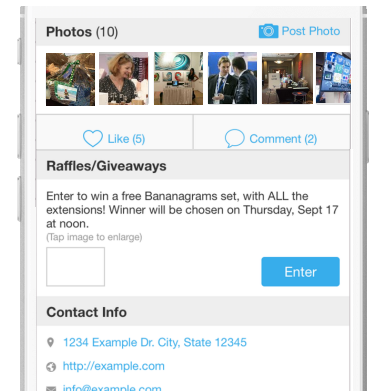 Photos (10)
Post Photo
Like (5)
Comment (2)
Raffles/Giveaways
Enter to win a free Bananagrams set, with ALL the
extensions! Winner will be chosen on Thursday, Sept 17
at noon.
(Tap image to enlarge)
Enter
Contact Info
1234 Example Dr. City, State 12345
http://example.com
info@example.com